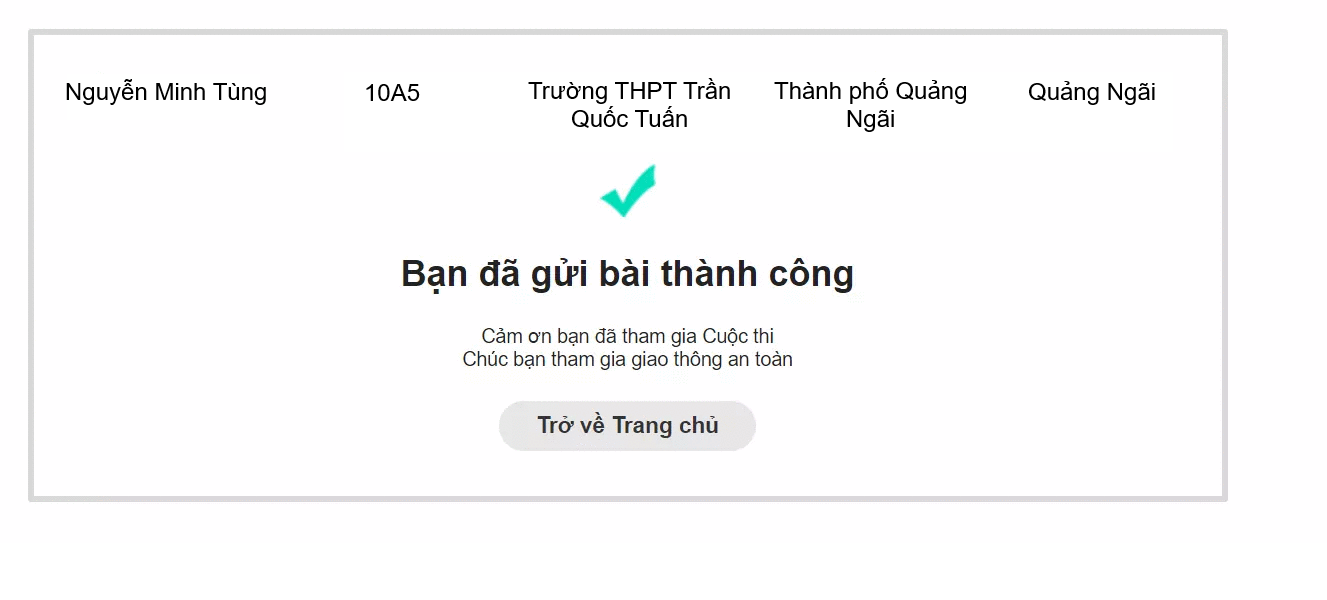 Nguyễn Minh Tùng
10A5
Trường THPT Trần
Quốc Tuấn
Thành phố Quảng
Ngãi
Quảng Ngãi
Bạn đã gửi bài thành công
Cảm ơn bạn đã tham gia Cuộc thi
Chúc bạn tham gia giao thông an toàn
Trở về Trang chủ